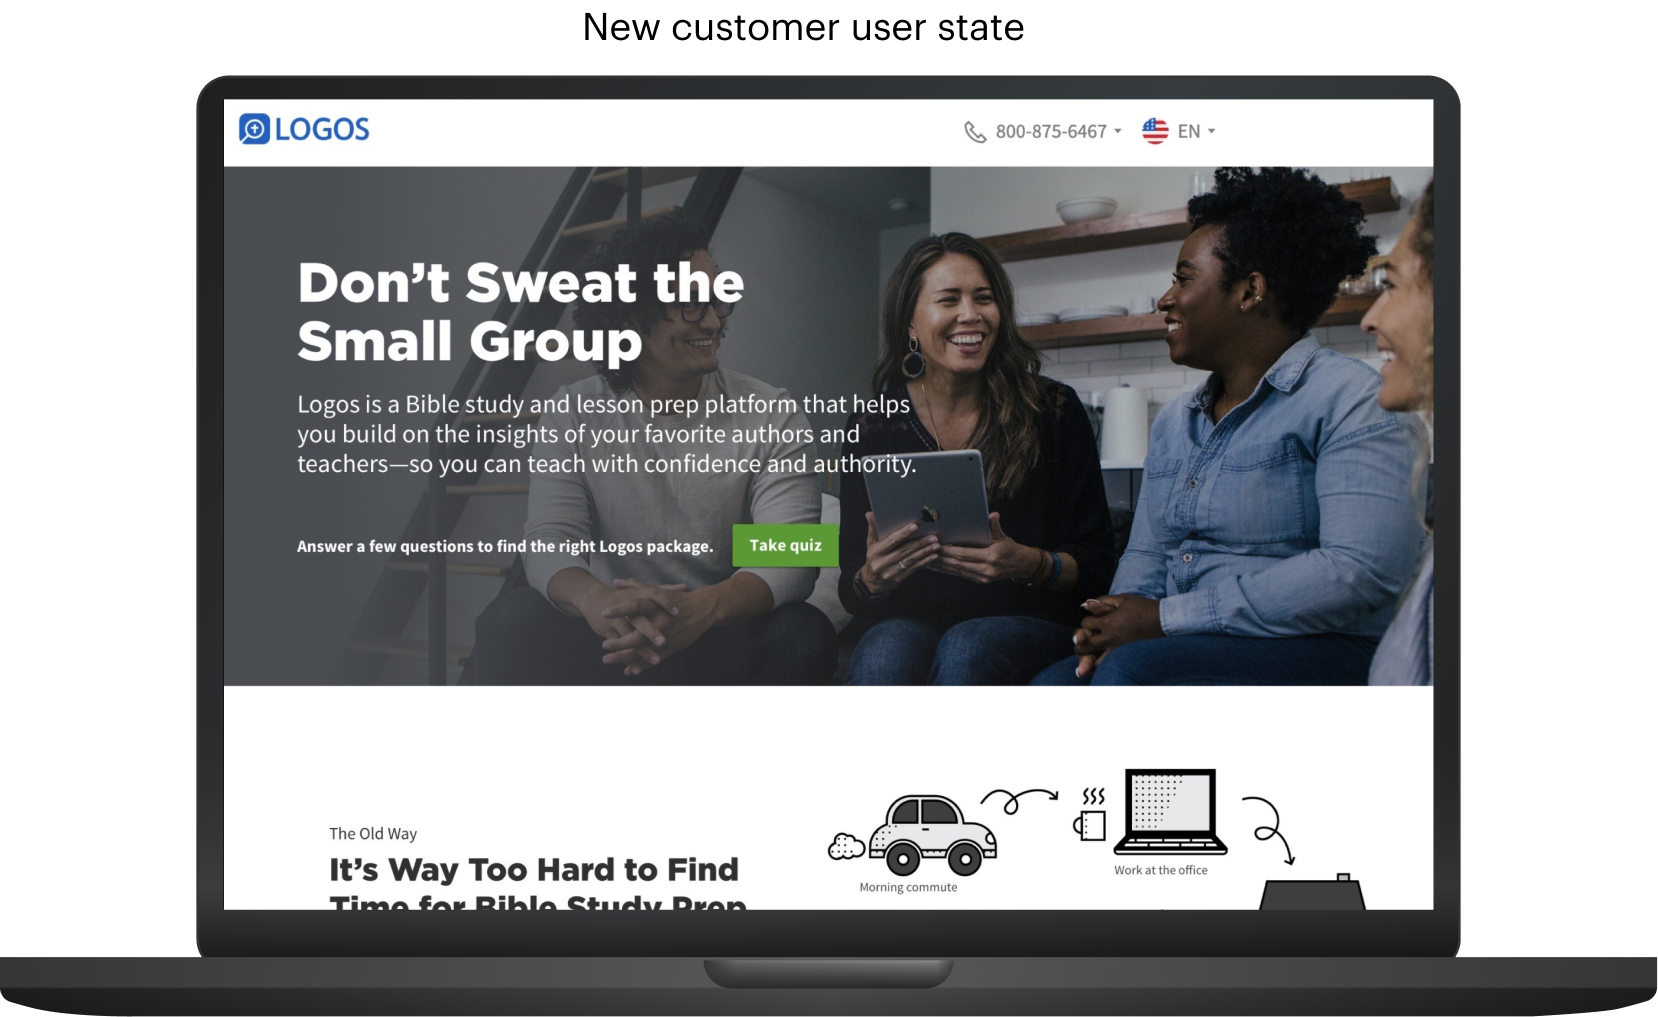 New customer user state
LOGOS
800-875-6467
EN
Don’t Sweat the
Small Group
Logos is a Bible study and lesson prep platform that helps
you build on the insights of your favorite authors and
teachers—so you can teach with confidence and authority.
Answer a few questions to find the right Logos package.
Take quiz
The Old Way
It’s Way Too Hard to Find
Time for Bible Study Prep
Morning commute
Work at the office